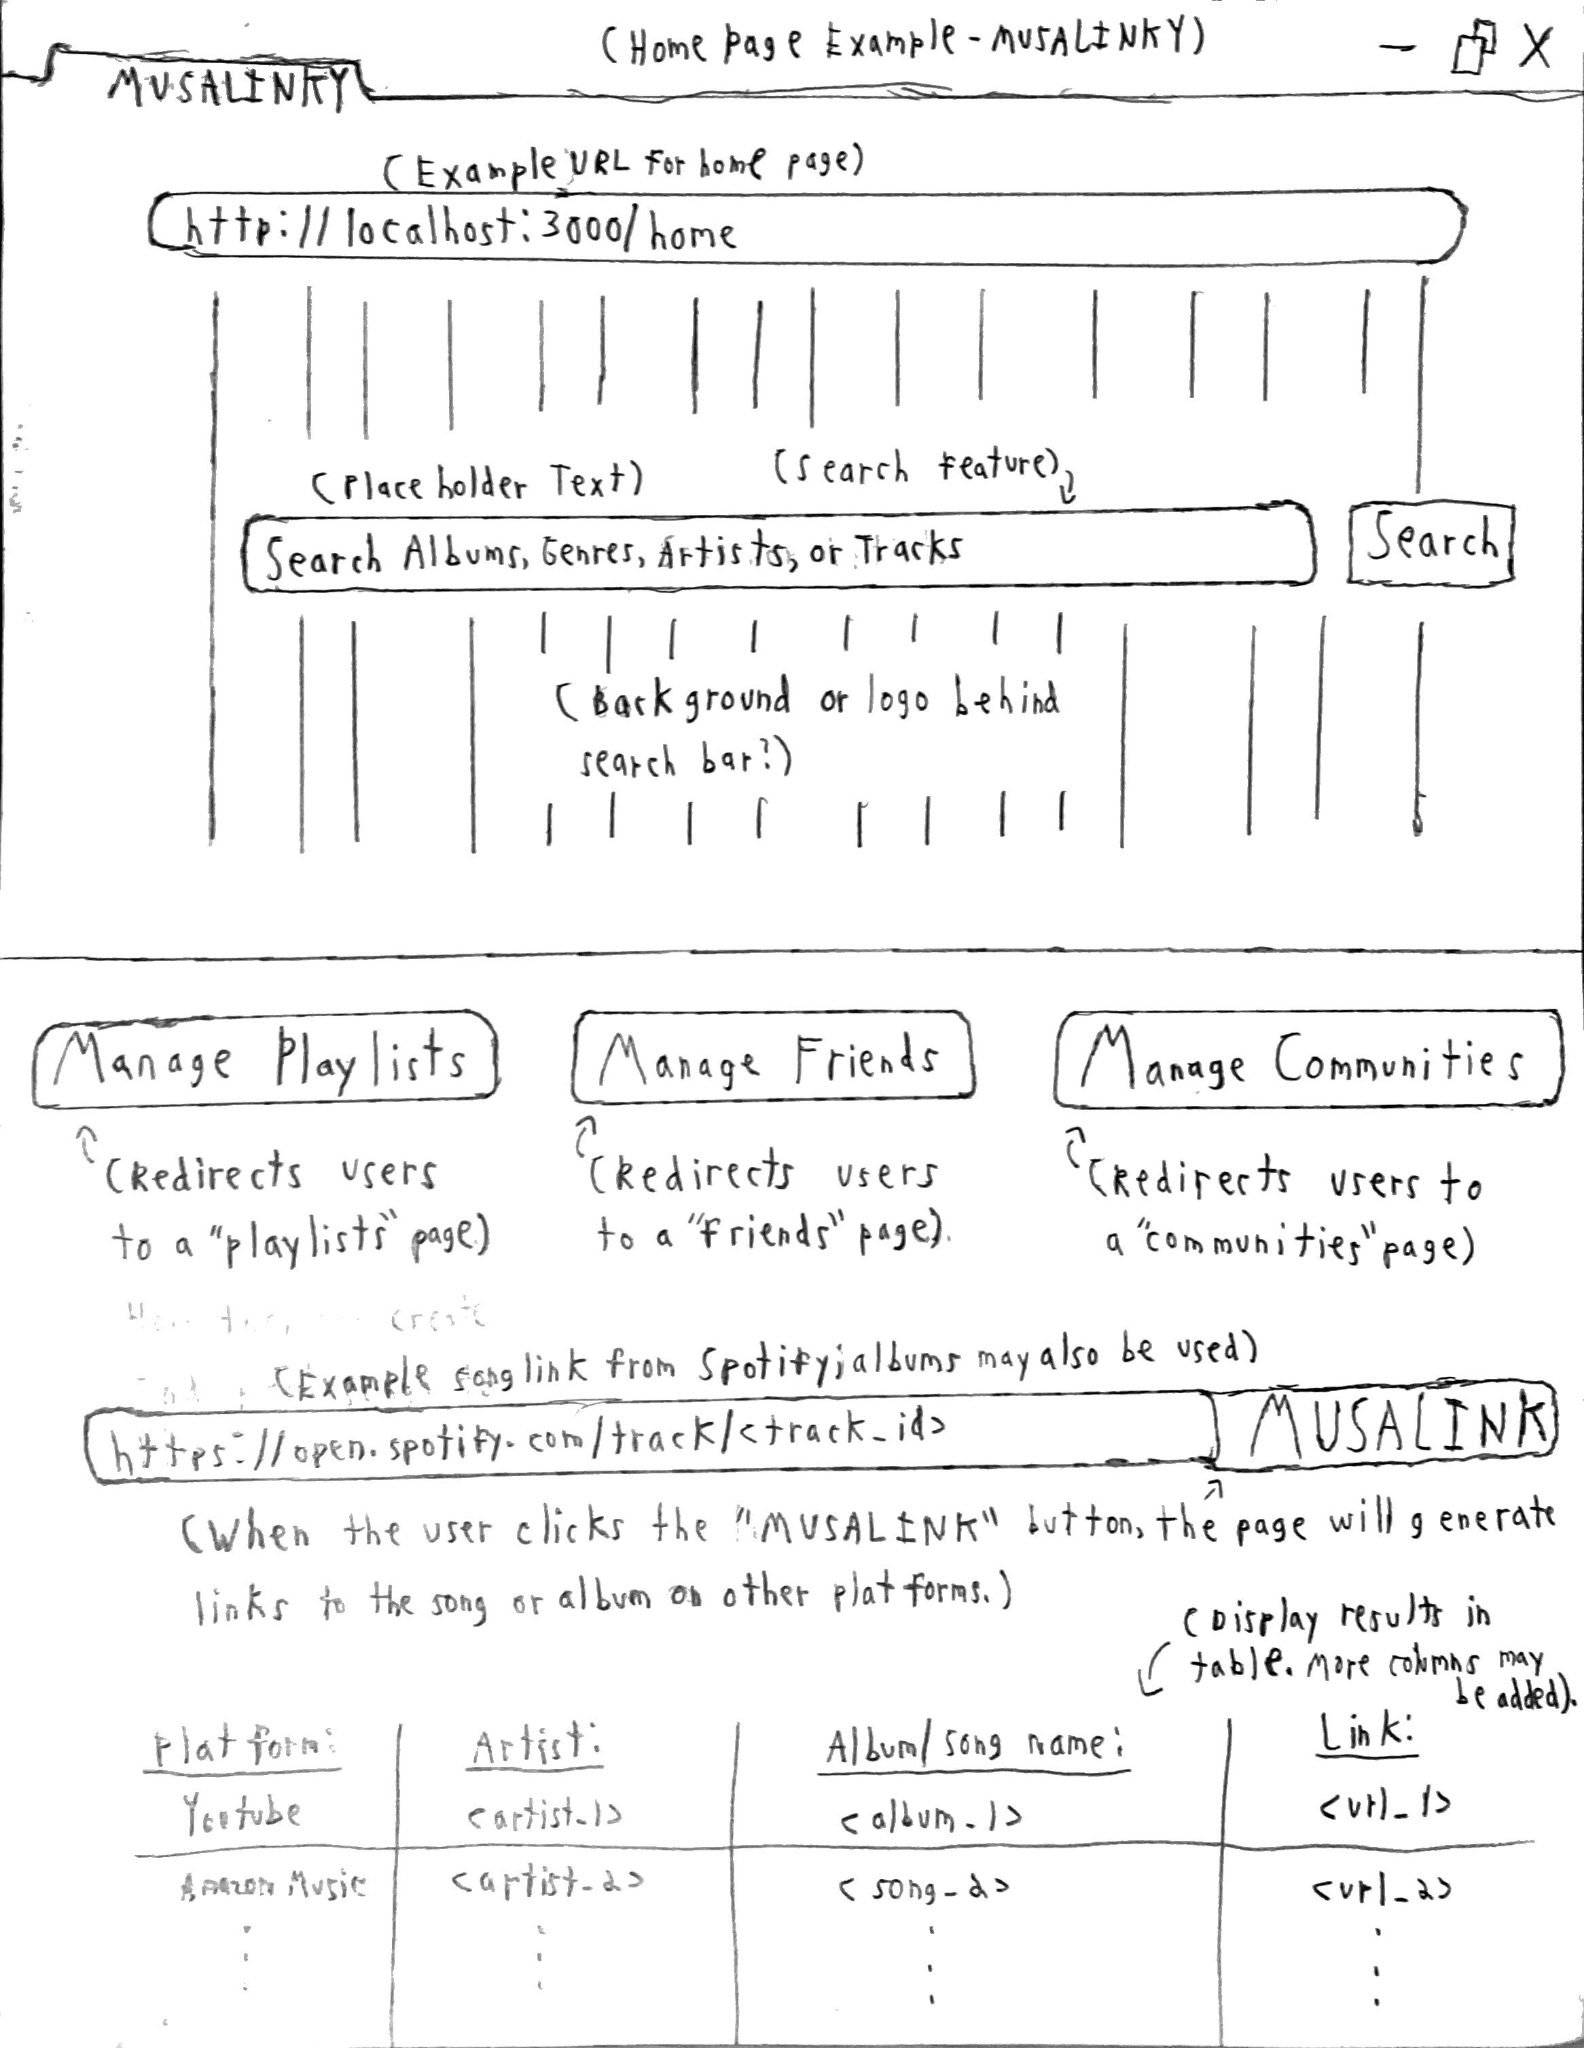 (Home page Example - MUSALINKY)
MUSALINKY
(Example URL for home page)
http://localhost:3000/home
(Placeholder Text)
(search feature)
Search Albums, Genres, Artists, or Tracks
Search
(Background or logo behind
search bar?)
Manage Playlists
Manage Friends
Manage Communities
(Redirects users
to a "playlists" page)
(Redirects users
to a "friends" page).
(Redirects users to
a "communities" page)
create
(Example song link from Spotify; albums may also be used)
https://open.spotify.com/track/<track_id>
MUSALINK
(When the user clicks the "MUSALINK" button, the page will generate
links to the song or album on other platforms.)
(Display results in
table. More columns may
be added).
Platform:
Artist:
Album/song name:
Link:
Youtube
<artist_1>
<album_1>
<url_1>
Amazon Music
<artist_2>
<song_2>
<url_2>